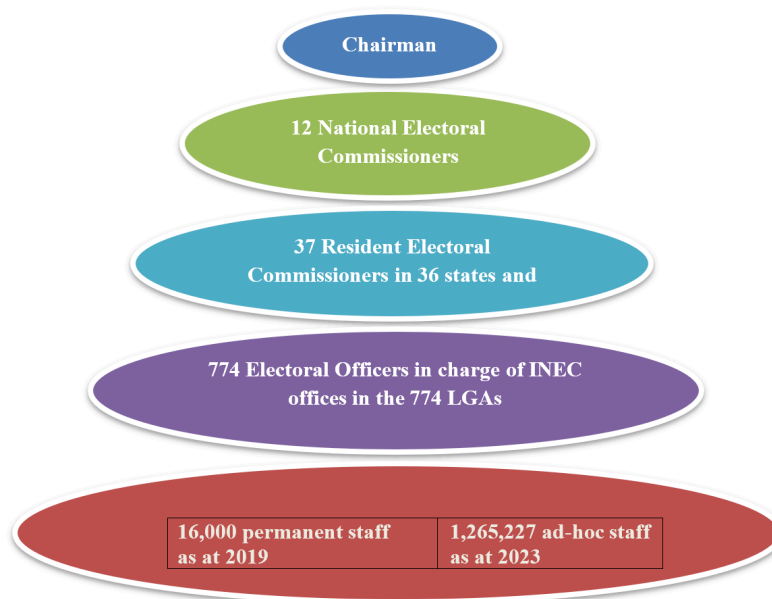 Chairman
12 National Electoral
Commissioners
37 Resident Electoral
Commissioners in 36 states and
774 Electoral Officers in charge of INEC
offices in the 774 LGAs
16,000 permanent staff
as at 2019
1,265,227 ad-hoc staff
as at 2023